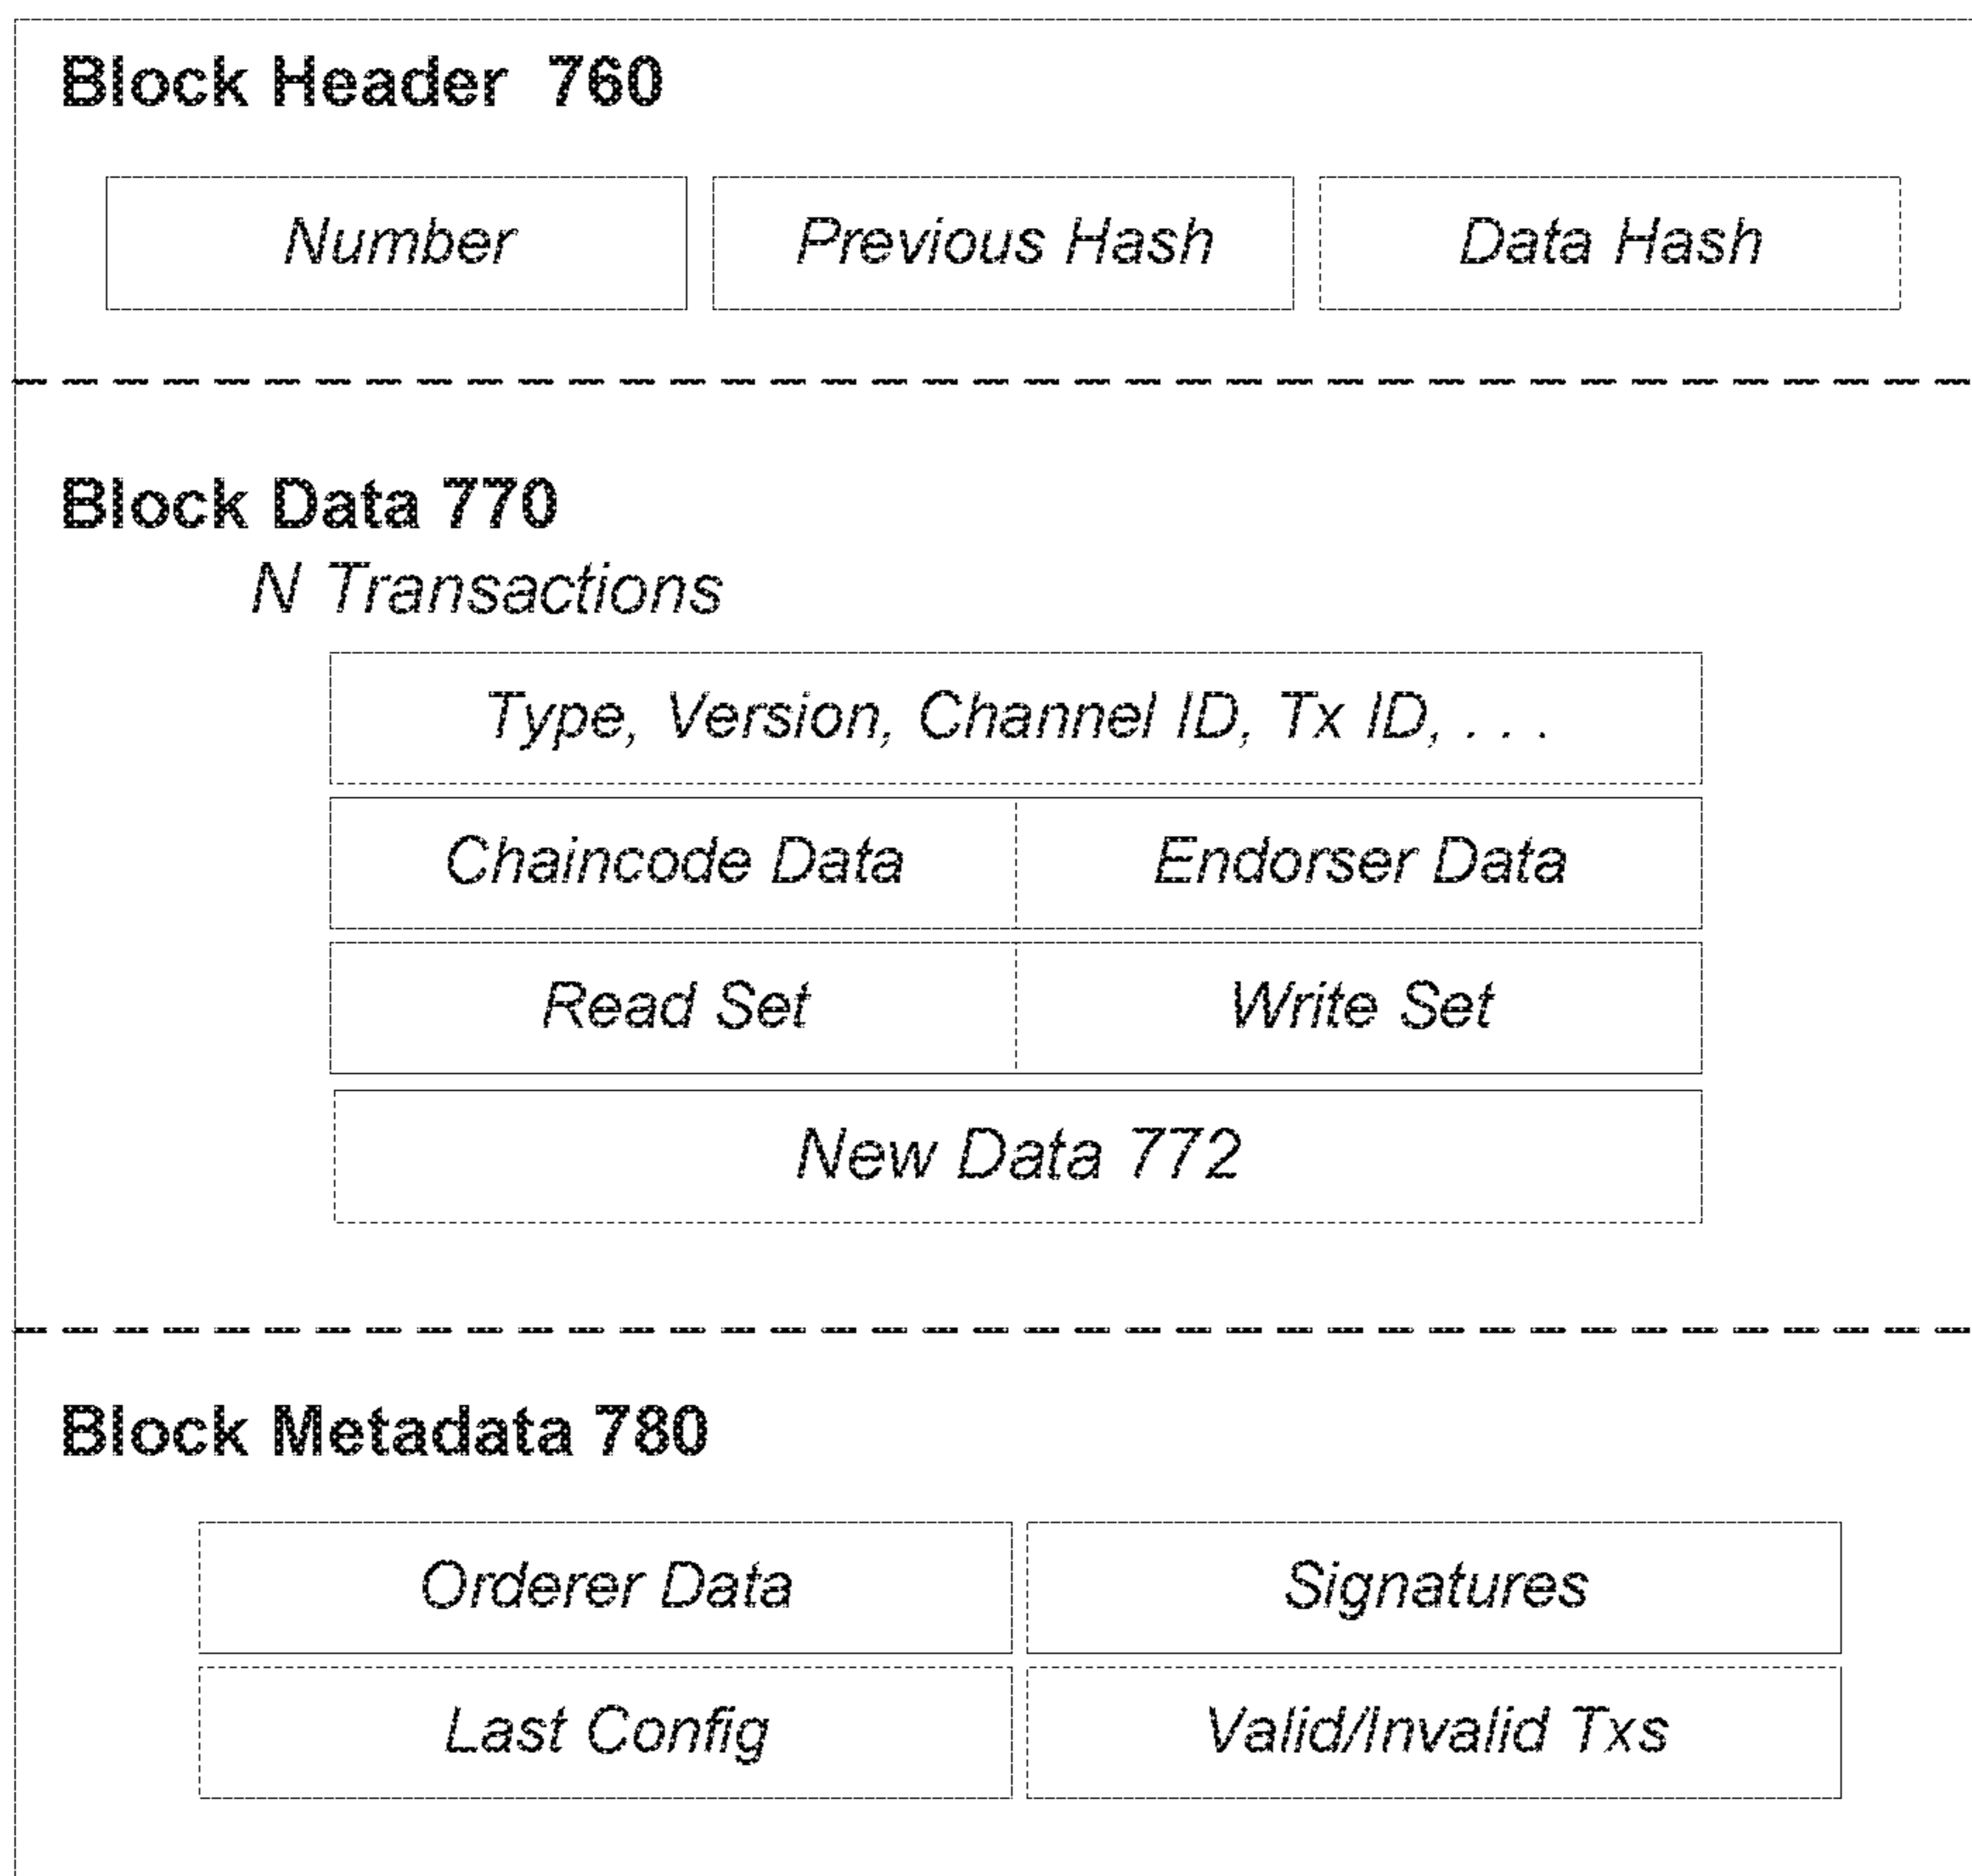 Block Header 760
Number Previous Hash Data Hash
Block Data 770
N Transactions
Type, Version, Channel ID, Tx ID, . . .
Chaincode Data Endorser Data
Read Set Write Set
New Data 772
Block Metadata 780
Orderer Data Signatures
Last Config Valid/Invalid Txs